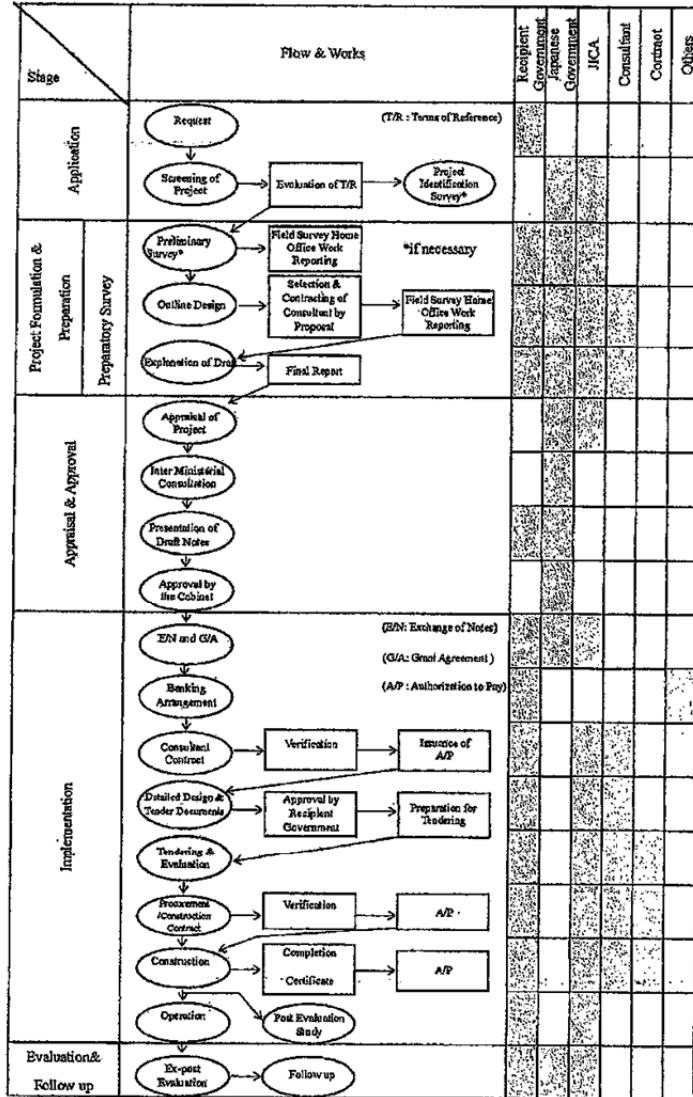 Stage
Flow & Works
Recipient
Government
Japanese
Government
JICA
Consultant
Contract
Others
Application
Request
(T/R : Terms of Reference)
Screening of
Project
Evaluation of T/R
Project
Identification
Survey*
Project Formulation &
Preparation
Preparatory Survey
Preliminary
Survey*
Field Survey Home
Office Work
Reporting
*if necessary
Outline Design
Selection &
Contracting of
Consultant by
Proposal
Field Survey Home
Office Work
Reporting
Explanation of Draft
Final Report
Appraisal & Approval
Appraisal of
Project
Inter Ministerial
Consultation
Presentation of
Draft Notes
Approval by
the Cabinet
Implementation
E/N and G/A
(E/N: Exchange of Notes)
(G/A: Grant Agreement )
Banking
Arrangement
(A/P : Authorization to Pay)
Consultant
Contract
Verification
Issuance of
A/P
Detailed Design &
Tender Documents
Approval by
Recipient
Government
Preparation for
Tendering
Tendering &
Evaluation
Procurement
/Construction
Contract
Verification
A/P
Construction
Completion
Certificate
A/P
Operation
Post Evaluation
Study
Evaluation&
Follow up
Ex-post
Evaluation
Follow up